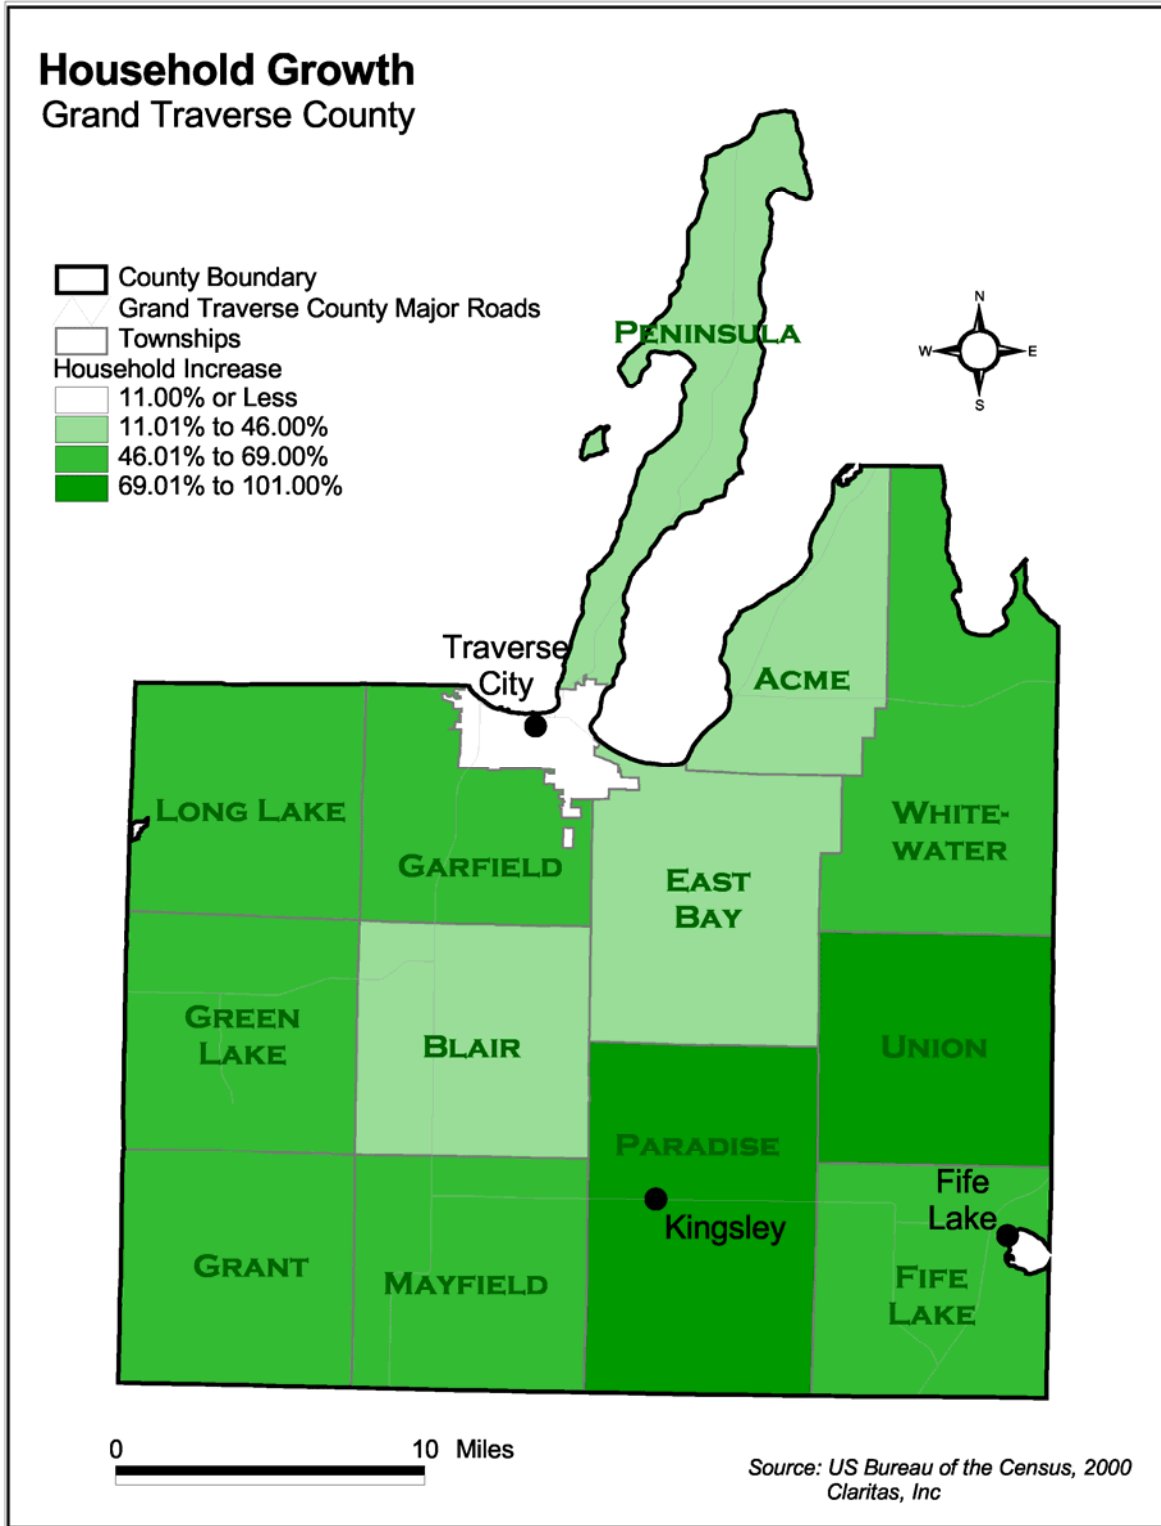 Household Growth
Grand Traverse County
County Boundary
Grand Traverse County Major Roads
Townships
Household Increase
11.00% or Less
11.01% to 46.00%
46.01% to 69.00%
69.01% to 101.00%
PENINSULA
N
W
E
S
Traverse
City
ACME
LONG LAKE
GARFIELD
EAST
BAY
WHITE-
WATER
GREEN
LAKE
BLAIR
UNION
PARADISE
Kingsley
Fife
Lake
GRANT
MAYFIELD
FIFE
LAKE
0 10 Miles
Source: US Bureau of the Census, 2000
Claritas, Inc